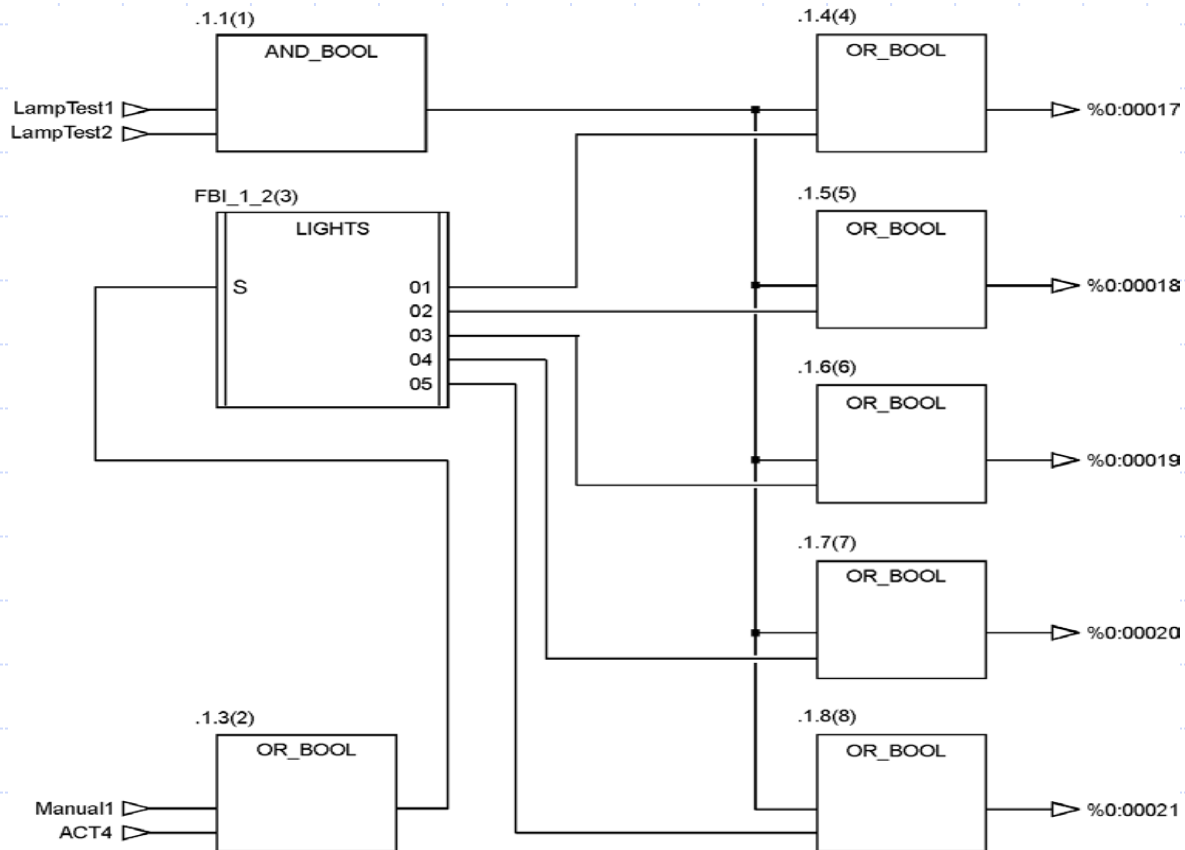 .1.1(1)
AND_BOOL
LampTest1
LampTest2
FBI_1_2(3)
LIGHTS
S
01
02
03
04
05
.1.3(2)
OR_BOOL
Manual1
ACT4
.1.4(4)
OR_BOOL
%0:00017
.1.5(5)
OR_BOOL
%0:00018
.1.6(6)
OR_BOOL
%0:00019
.1.7(7)
OR_BOOL
%0:00020
.1.8(8)
OR_BOOL
%0:00021